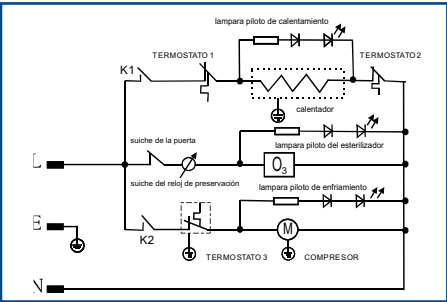 lampara piloto de calentamiento
TERMOSTATO 1
TERMOSTATO 2
K1
calentador
suiche de la puerta
lampara piloto del esterilizador
L
O3
suiche del reloj de preservación
lampara piloto de enfriamiento
E
M
K2
TERMOSTATO 3
COMPRESOR
N